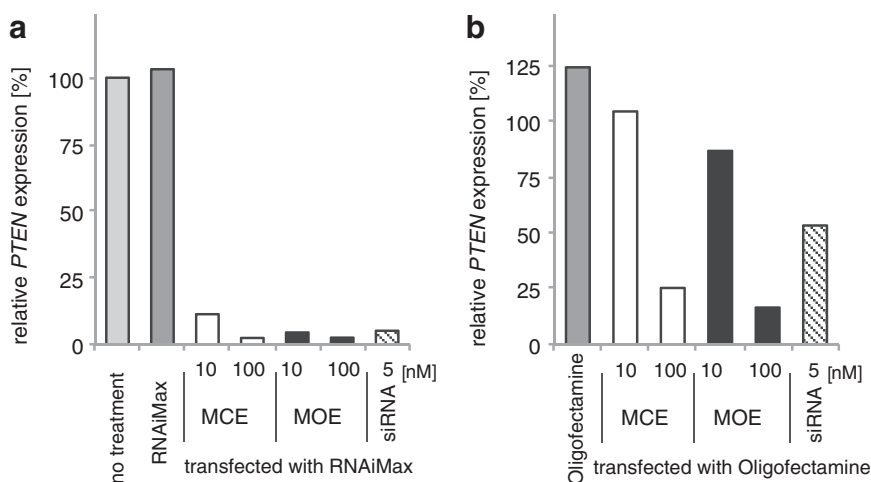 a
relative PTEN expression [%]
100
75
50
25
0
no treatment
RNAiMax
10 100 10 100 5 [nM]
MCE MOE siRNA
transfected with RNAiMax
b
relative PTEN expression [%]
125
100
75
50
25
0
Oligofectamine
10 100 10 100 5 [nM]
MCE MOE siRNA
transfected with Oligofectamine